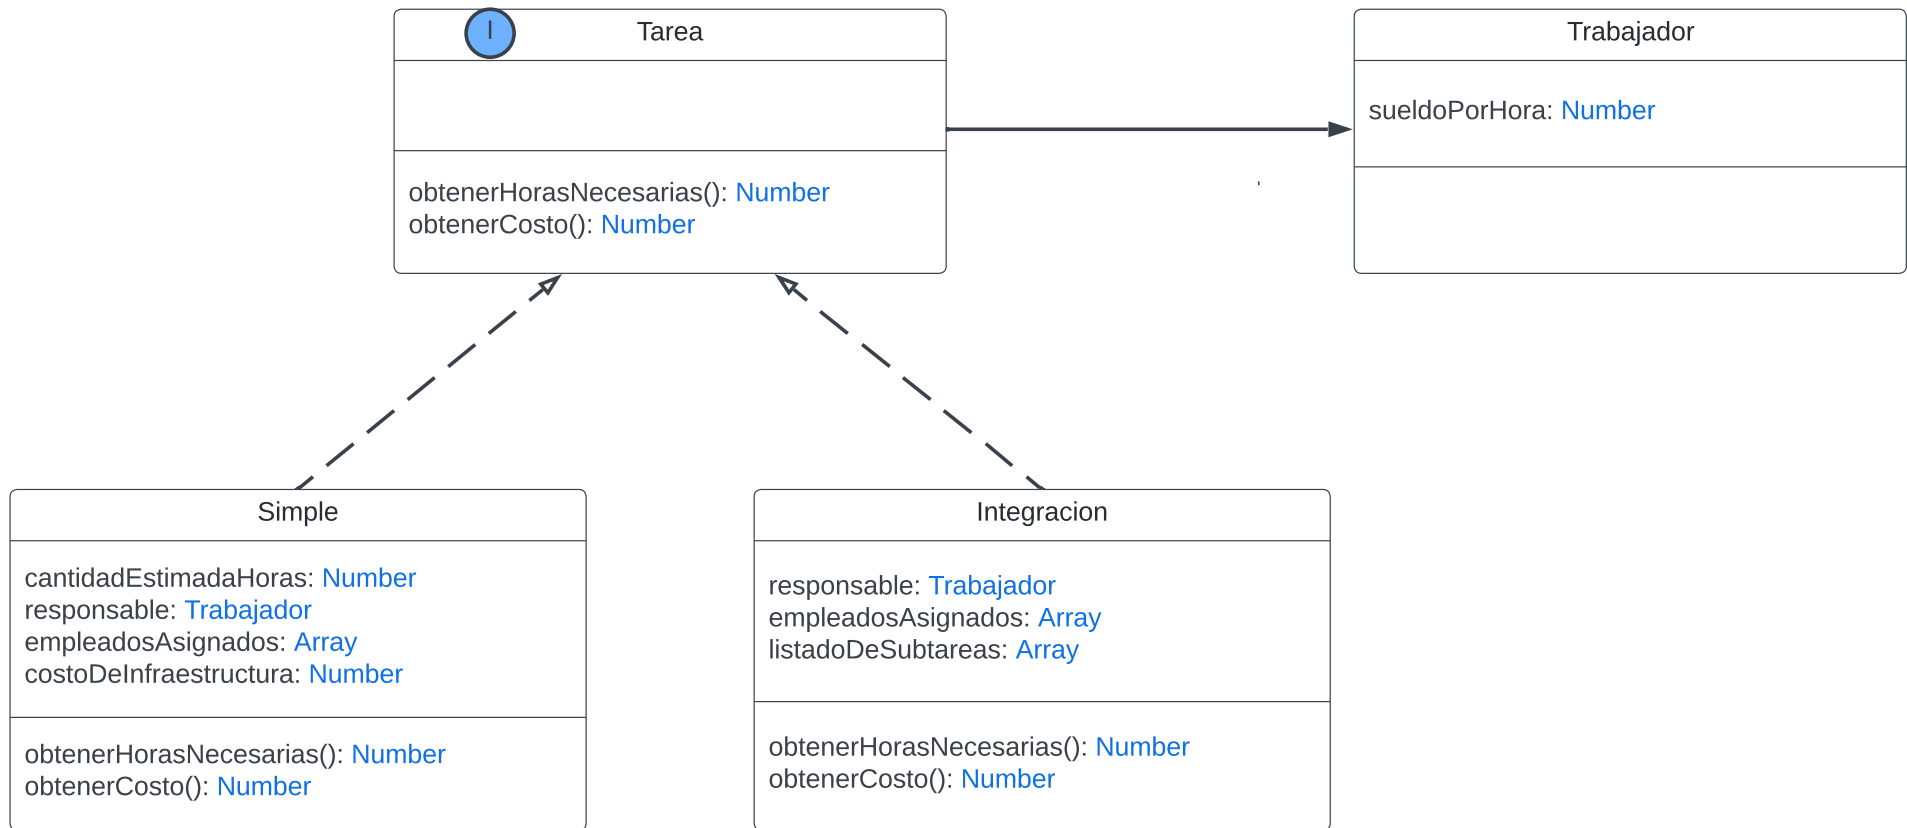 I
Tarea
obtenerHorasNecesarias(): Number
obtenerCosto(): Number
Trabajador
sueldoPorHora: Number
Simple
cantidadEstimadaHoras: Number
responsable: Trabajador
empleadosAsignados: Array
costoDeInfraestructura: Number
obtenerHorasNecesarias(): Number
obtenerCosto(): Number
Integracion
responsable: Trabajador
empleadosAsignados: Array
listadoDeSubtareas: Array
obtenerHorasNecesarias(): Number
obtenerCosto(): Number